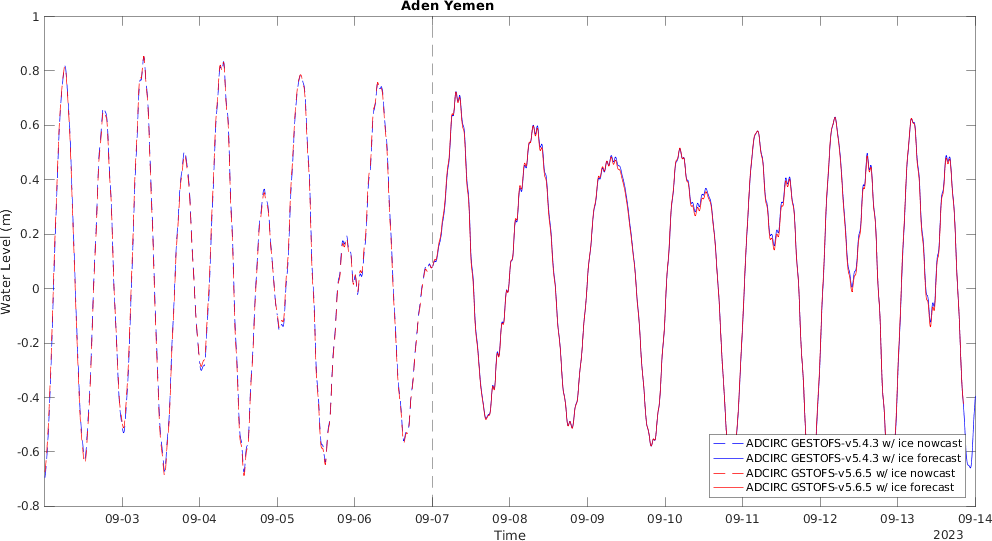 Aden Yemen
1
0.8
0.6
0.4
0.2
0
-0.2
-0.4
-0.6
-0.8
Water Level (m)
ADCIRC GESTOFS-v5.4.3 w/ ice nowcast
ADCIRC GESTOFS-v5.4.3 w/ ice forecast
ADCIRC GSTOFS-v5.6.5 w/ ice nowcast
ADCIRC GSTOFS-v5.6.5 w/ ice forecast
09-03 09-04 09-05 09-06 09-07 09-08 09-09 09-10 09-11 09-12 09-13 09-14
Time
2023